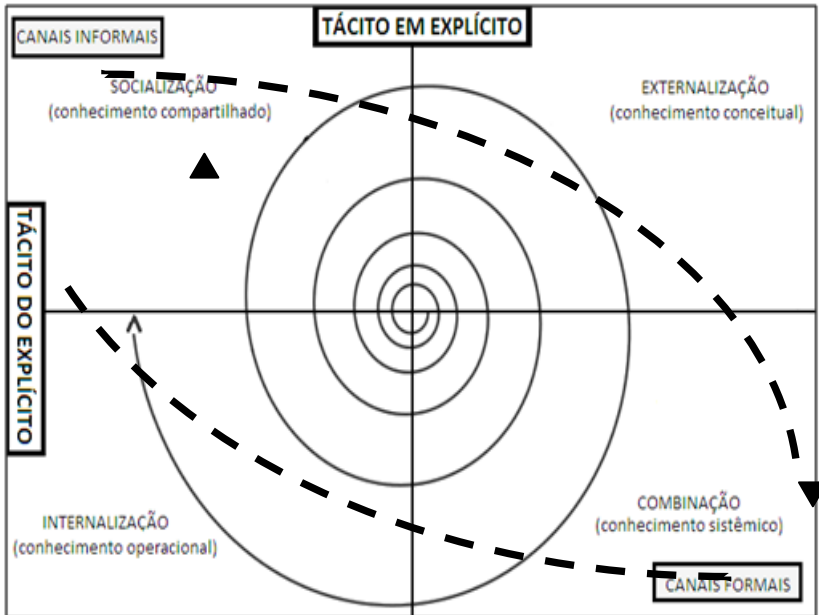 TÁCITO EM EXPLÍCITO
CANAIS INFORMAIS
SOCIALIZAÇÃO
(conhecimento compartilhado)
EXTERNALIZAÇÃO
(conhecimento conceitual)
TÁCITO DO EXPLÍCITO
INTERNALIZAÇÃO
(conhecimento operacional)
COMBINAÇÃO
(conhecimento sistêmico)
CANAIS FORMAIS